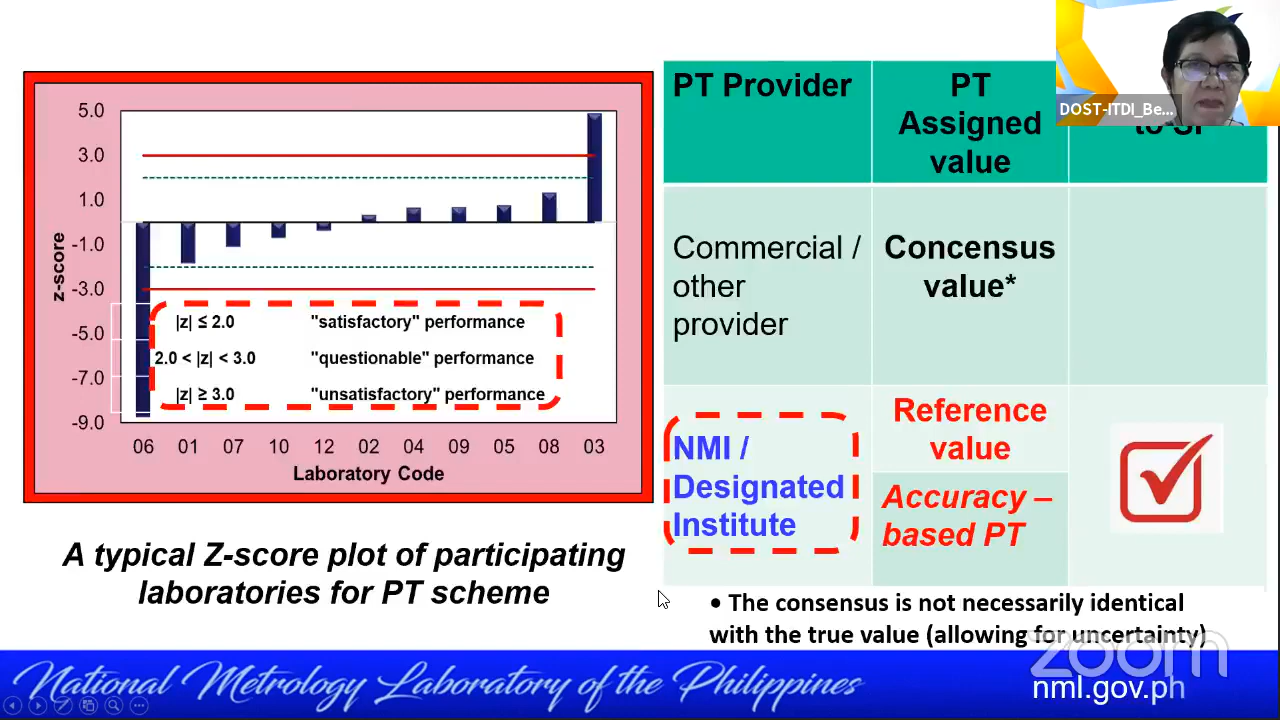 5.0
3.0
1.0
-1.0
-3.0
-5.0
-7.0
-9.0
z-score
|z| ≤ 2.0 "satisfactory" performance
2.0 < |z| < 3.0 "questionable" performance
|z| ≥ 3.0 "unsatisfactory" performance
06 01 07 10 12 02 04 09 05 08 03
Laboratory Code
A typical Z-score plot of participating
laboratories for PT scheme
PT Provider
PT
Assigned
value
to SI
DOST-ITDI_Be...
Commercial /
other
provider
Concensus
value*
NMI /
Designated
Institute
Reference
value
Accuracy –
based PT
• The consensus is not necessarily identical
with the true value (allowing for uncertainty)
zoom
National Metrology Laboratory of the Philippines
nml.gov.ph